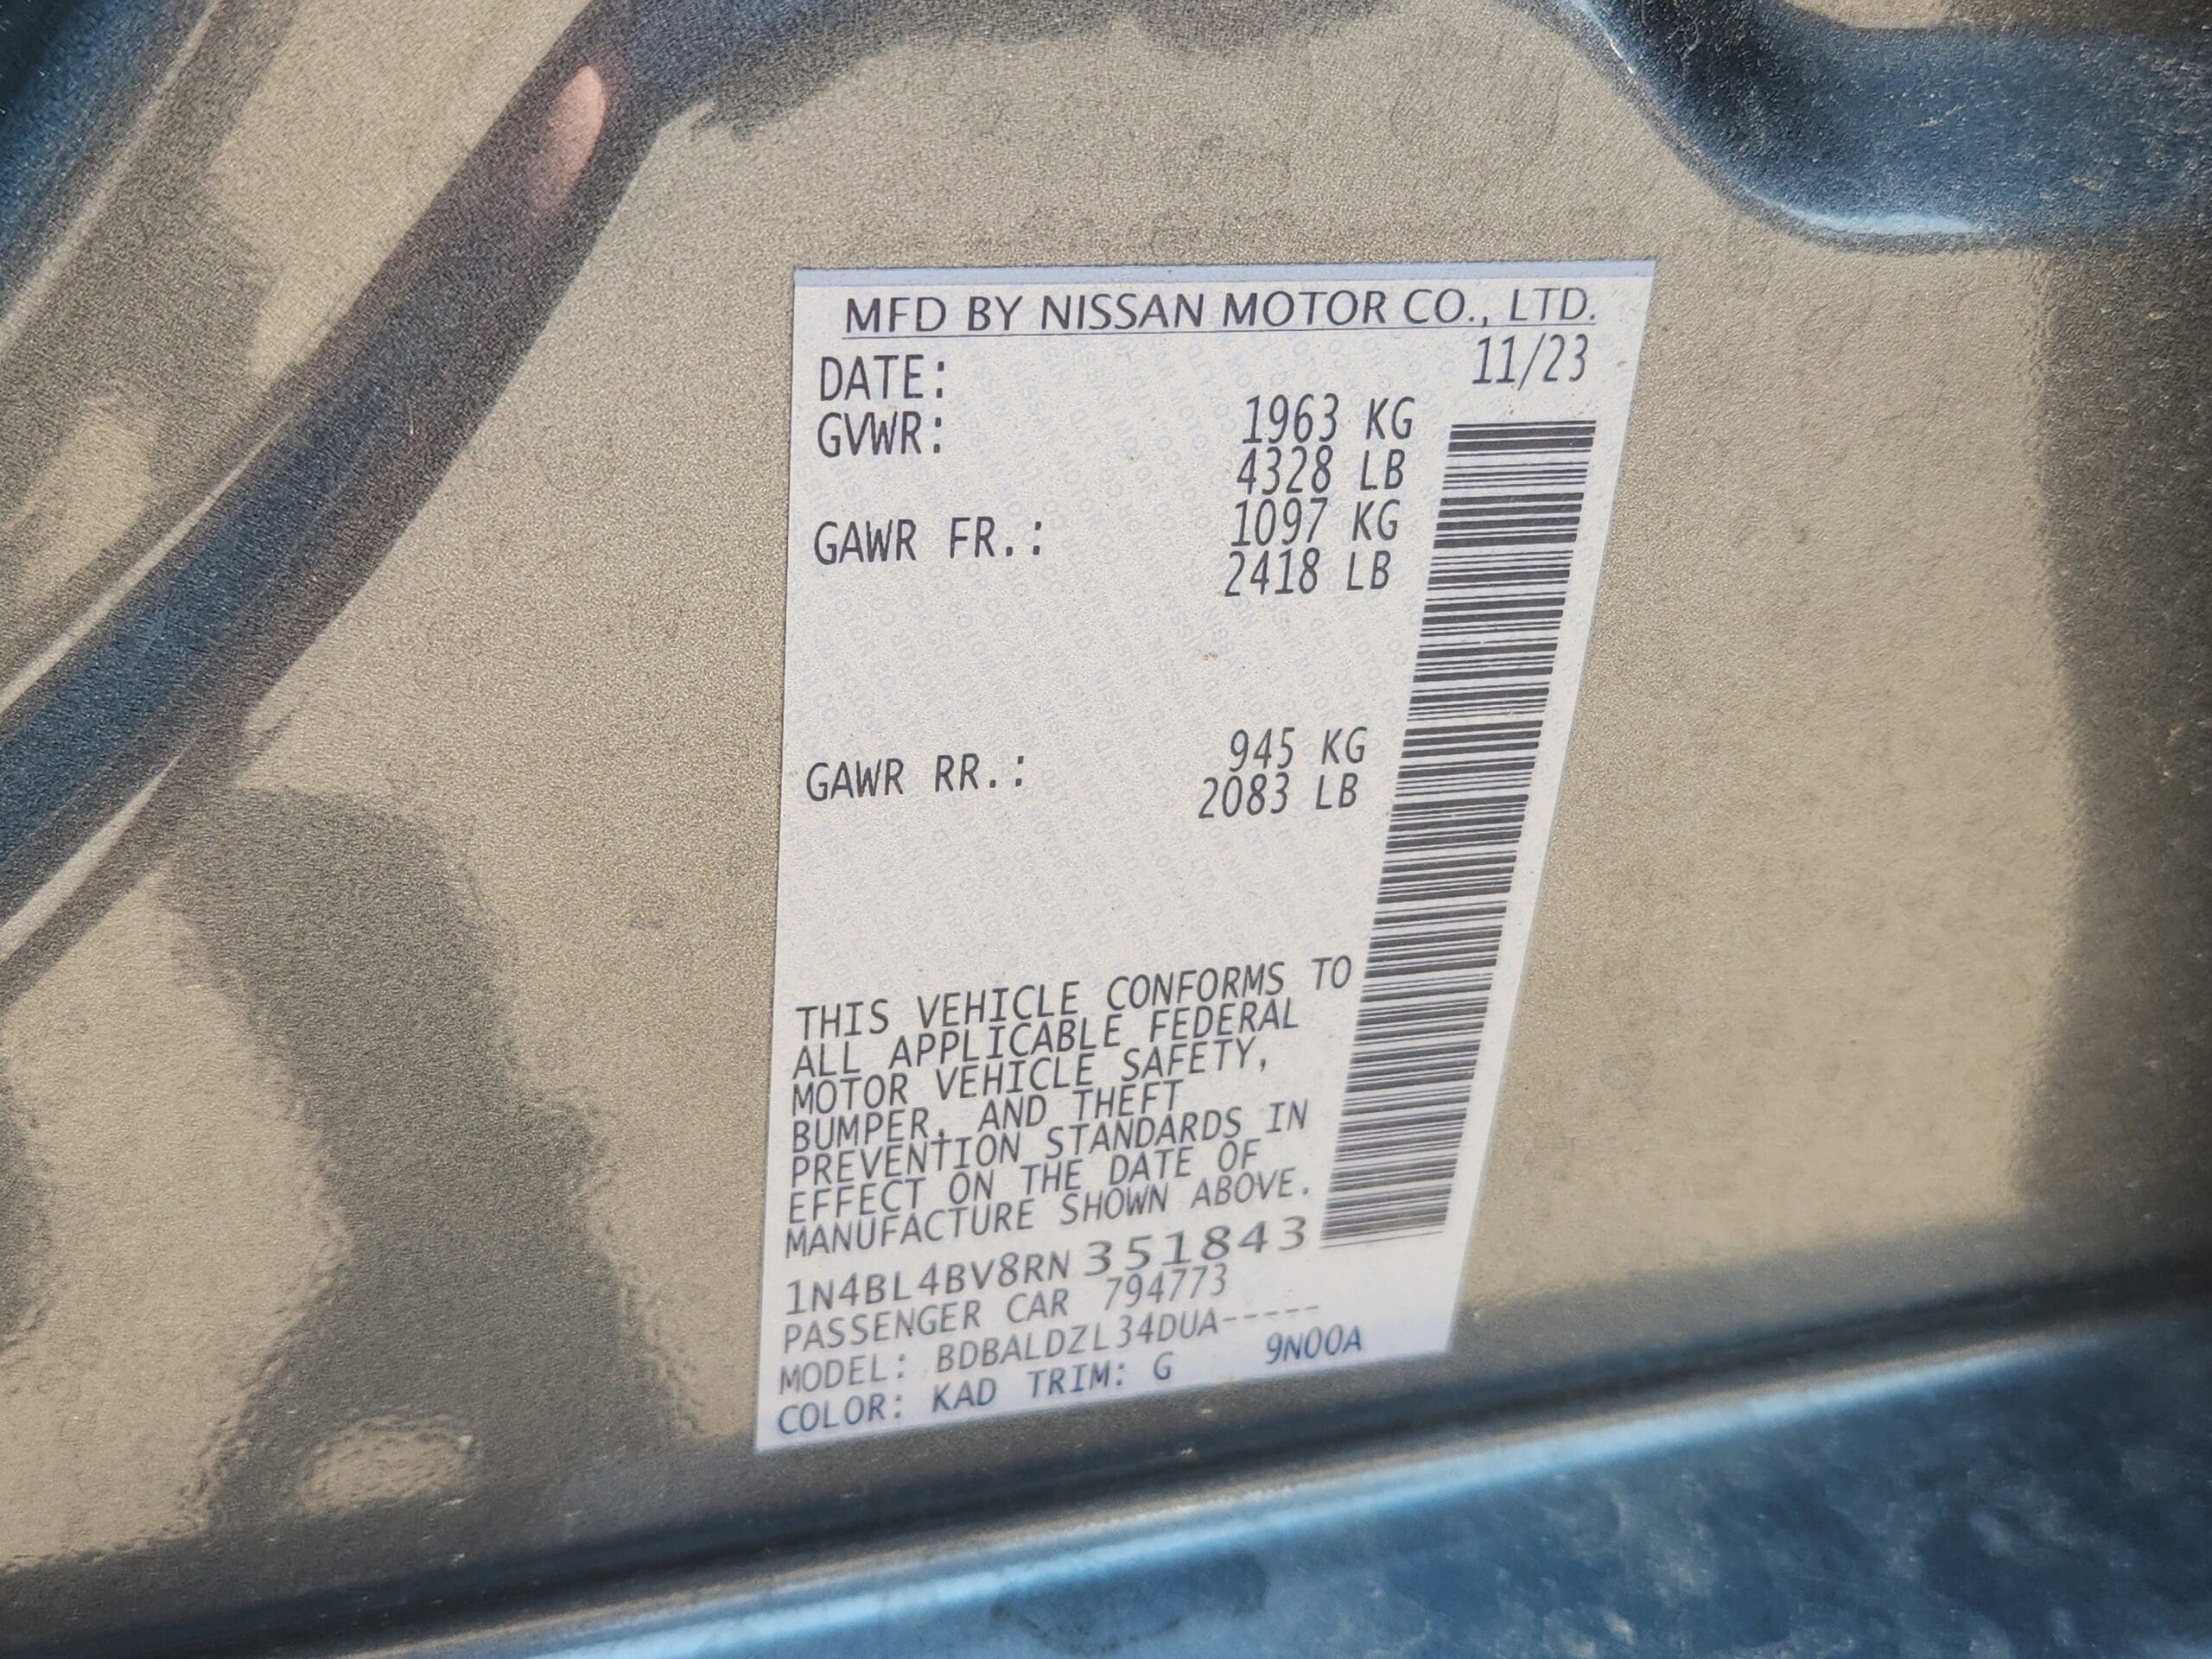 MFD BY NISSAN MOTOR CO., LTD.
DATE: 11/23
GVWR: 1963 KG
4328 LB
GAWR FR.: 1097 KG
2418 LB
GAWR RR.: 945 KG
2083 LB
THIS VEHICLE CONFORMS TO
ALL APPLICABLE FEDERAL
MOTOR VEHICLE SAFETY,
BUMPER, AND THEFT
PREVENTION STANDARDS IN
EFFECT ON THE DATE OF
MANUFACTURE SHOWN ABOVE.
1N4BL4BV8RN351843
PASSENGER CAR 794773
MODEL: BDBALDZL34DUA-----
COLOR: KAD TRIM: G 9N00A